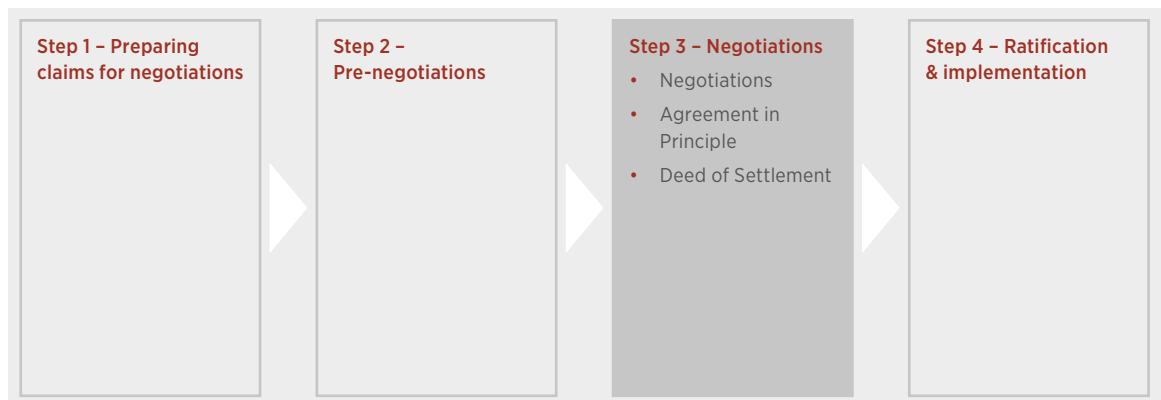 Step 1 – Preparing
claims for negotiations
Step 2 –
Pre-negotiations
Step 3 – Negotiations
• Negotiations
• Agreement in
Principle
• Deed of Settlement
Step 4 – Ratification
& implementation